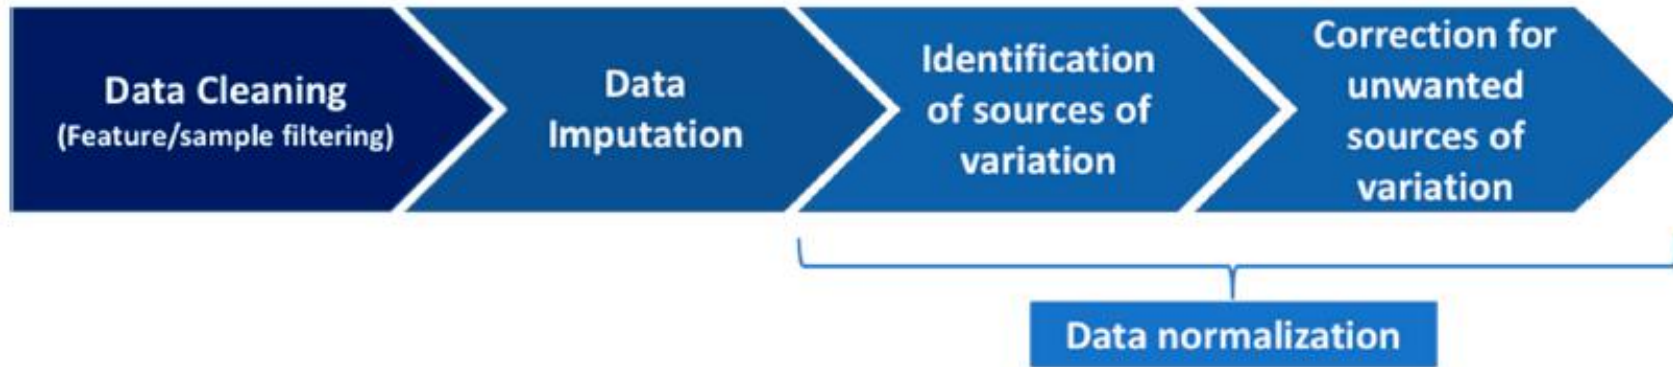 Data Cleaning
(Feature/sample filtering)
Data
Imputation
Identification
of sources of
variation
Correction for
unwanted
sources of
variation
Data normalization